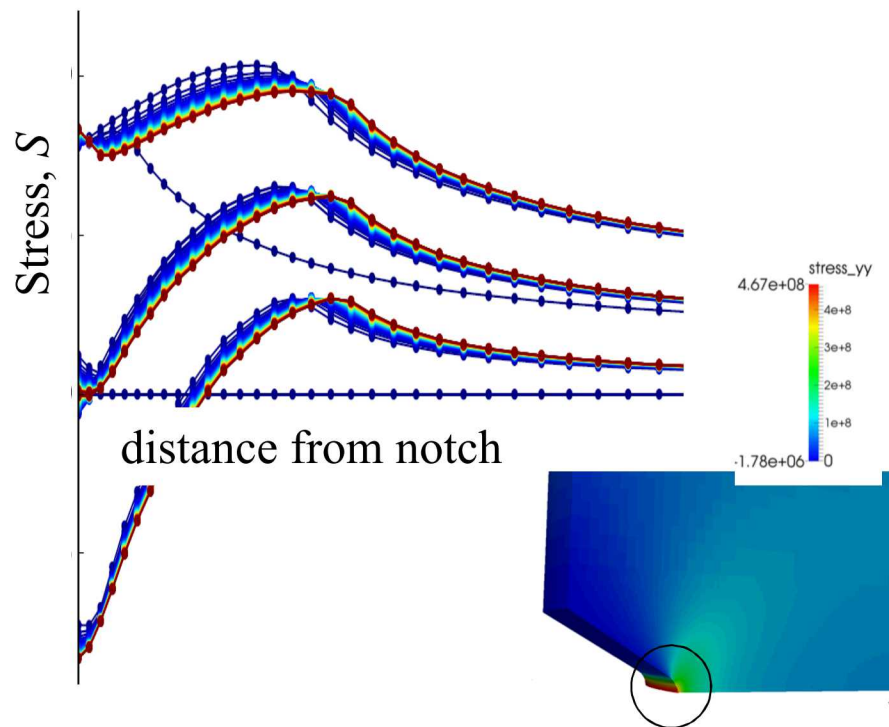 Stress, S
distance from notch
stress_yy
4.67e+08
4e+8
3e+8
2e+8
1e+8
-1.78e+06
0